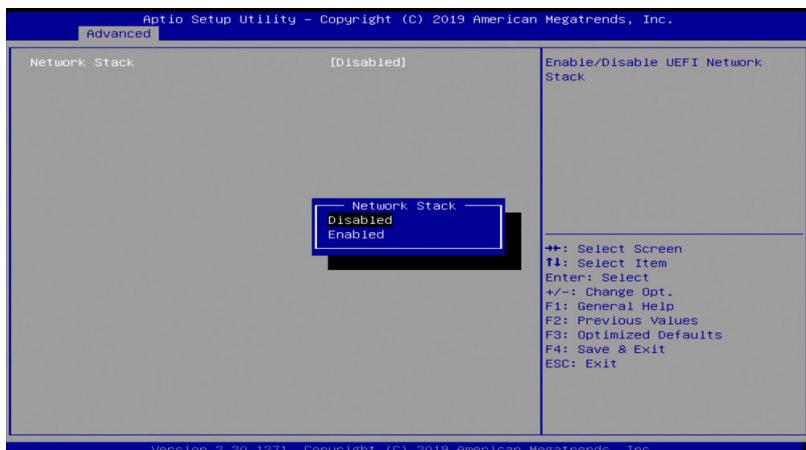 Aptio Setup Utility – Copyright (C) 2019 American Megatrends, Inc.
Advanced
Network Stack [Disabled]
Enable/Disable UEFI Network
Stack
Network Stack
Disabled
Enabled
→←: Select Screen
↑↓: Select Item
Enter: Select
+/-: Change Opt.
F1: General Help
F2: Previous Values
F3: Optimized Defaults
F4: Save & Exit
ESC: Exit
Version 2.20.1271. Copyright (C) 2019 American Megatrends, Inc.